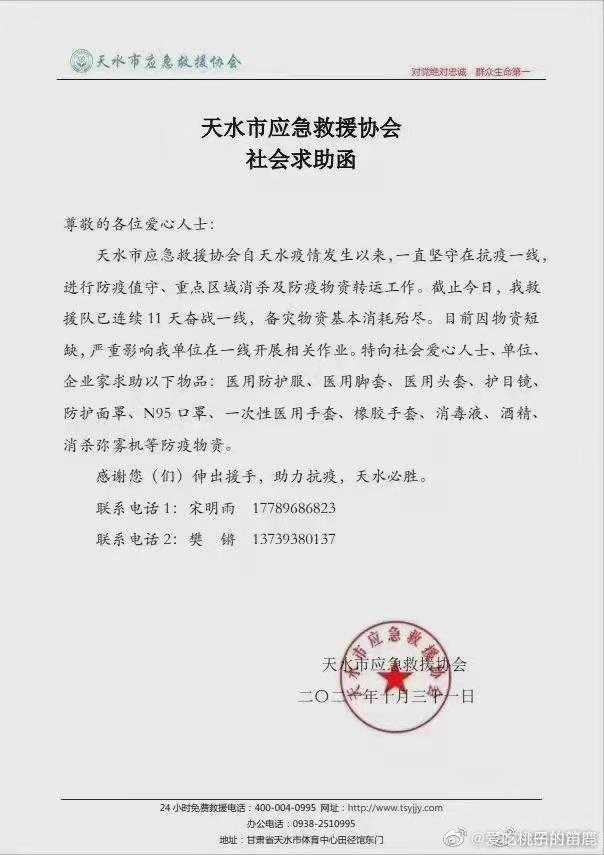 天水市应急救援协会
对党绝对忠诚 群众生命第一
天水市应急救援协会
社会求助函
尊敬的各位爱心人士：
天水市应急救援协会自天水疫情发生以来，一直坚守在抗疫一线，
进行防疫值守、重点区域消杀及防疫物资转运工作。截止今日，我救
援队已连续 11 天奋战一线，备灾物资基本消耗殆尽。目前因物资短
缺，严重影响我单位在一线开展相关作业。特向社会爱心人士、单位、
企业家求助以下物品：医用防护服、医用脚套、医用头套、护目镜、
防护面罩、N95 口罩、一次性医用手套、橡胶手套、消毒液、酒精、
消杀弥雾机等防疫物资。
感谢您（们）伸出援手，助力抗疫，天水必胜。
联系电话 1：宋明雨 17789686823
联系电话 2：樊 锵 13739380137
天水市应急救援协会
天水市应急救援协会
二〇二一年十月三十一日
24 小时免费救援电话：400-004-0995 网址：http://www.tsyjjy.com
办公电话：0938-2510995
地址：甘肃省天水市体育中心田径馆东门
@爱吃桃子的苗鹿